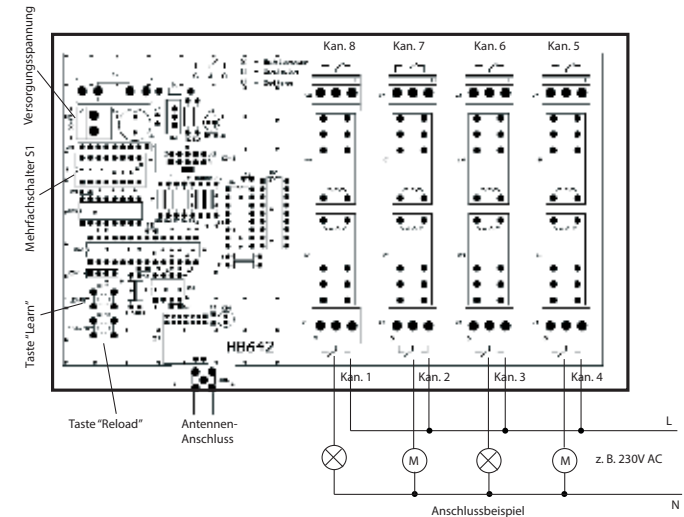 Versorgungsspannung
Mehrfachschalter S1
Taste "Learn"
Kan. 8 Kan. 7 Kan. 6 Kan. 5
HB642
Kan. 1 Kan. 2 Kan. 3 Kan. 4
Taste "Reload"
Antennen-
Anschluss
L
M M z. B. 230V AC
N
Anschlussbeispiel